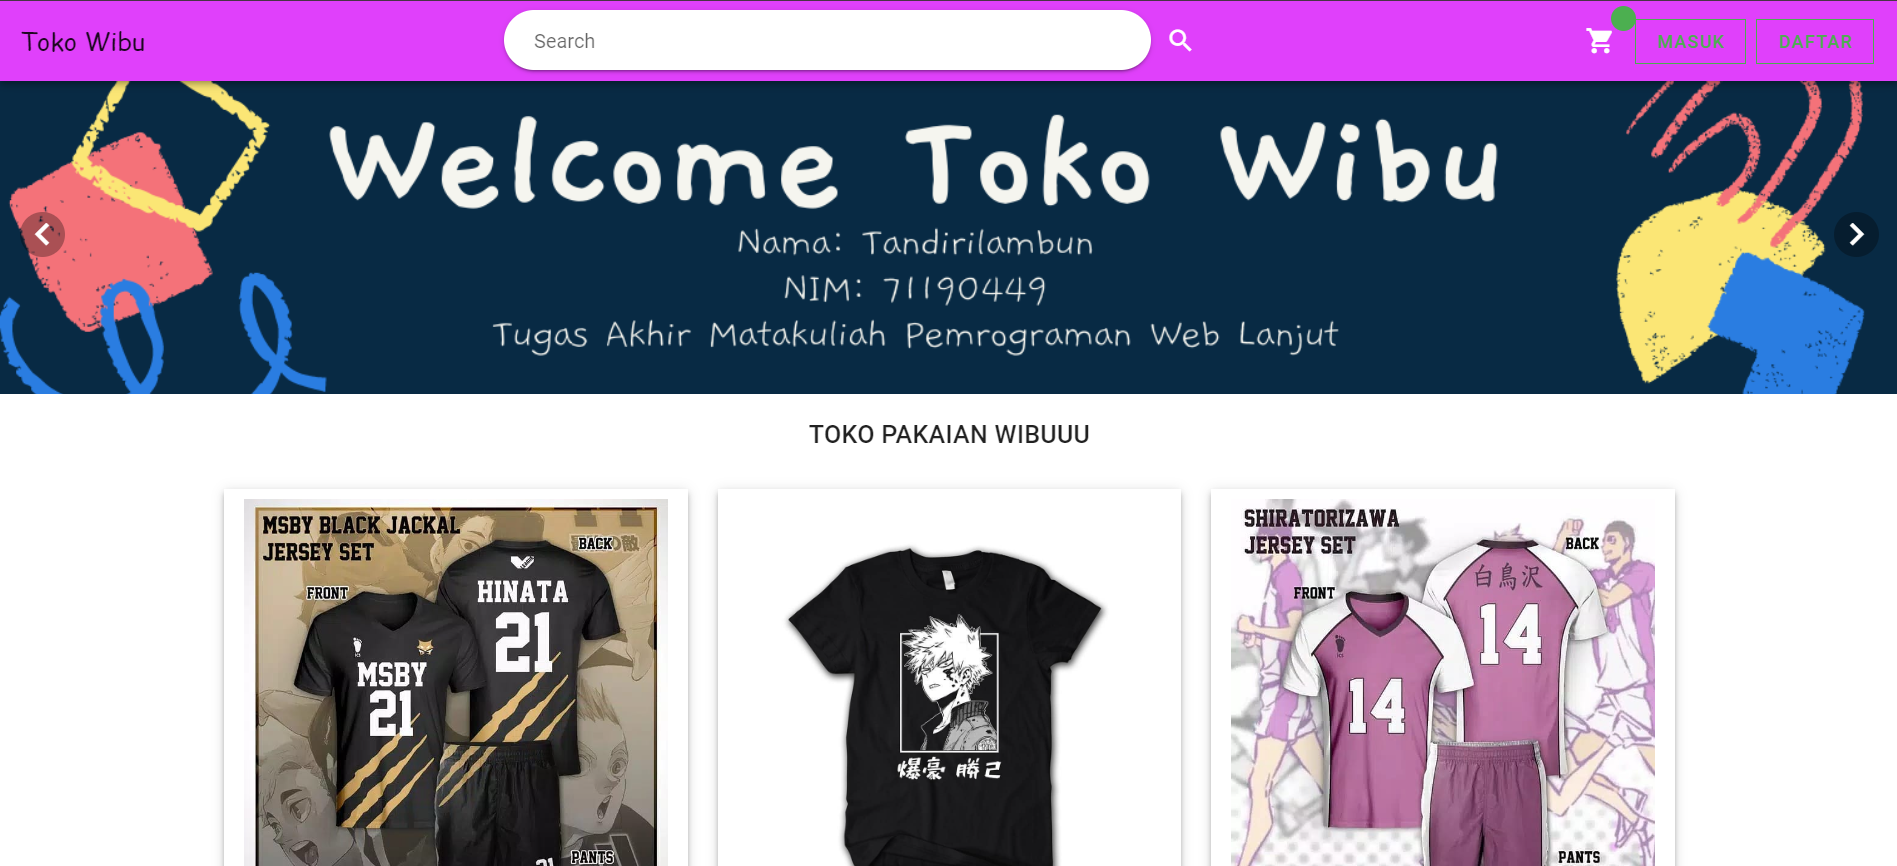 Toko Wibu
Search
MASUK
DAFTAR
Welcome Toko Wibu
Nama: Tandirilambun
NIM: 71190449
Tugas Akhir Matakuliah Pemrograman Web Lanjut
TOKO PAKAIAN WIBUUU
MSBY BLACK JACKAL
JERSEY SET
BACK
FRONT
HINATA
21
MSBY
21
21
PANTS
爆豪 勝己
SHIRATORIZAWA
JERSEY SET
BACK
FRONT
白鳥沢
14
14
PANTS